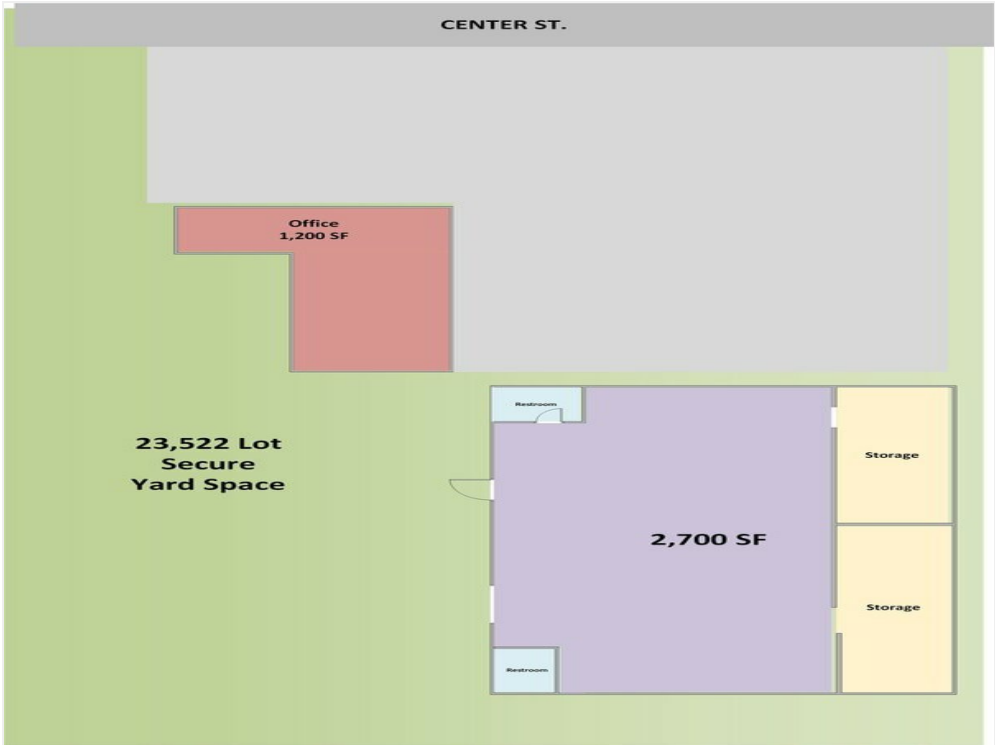 CENTER ST.
Office
1,200 SF
Restroom
23,522 Lot
Secure
Yard Space
Storage
2,700 SF
Storage
Restroom